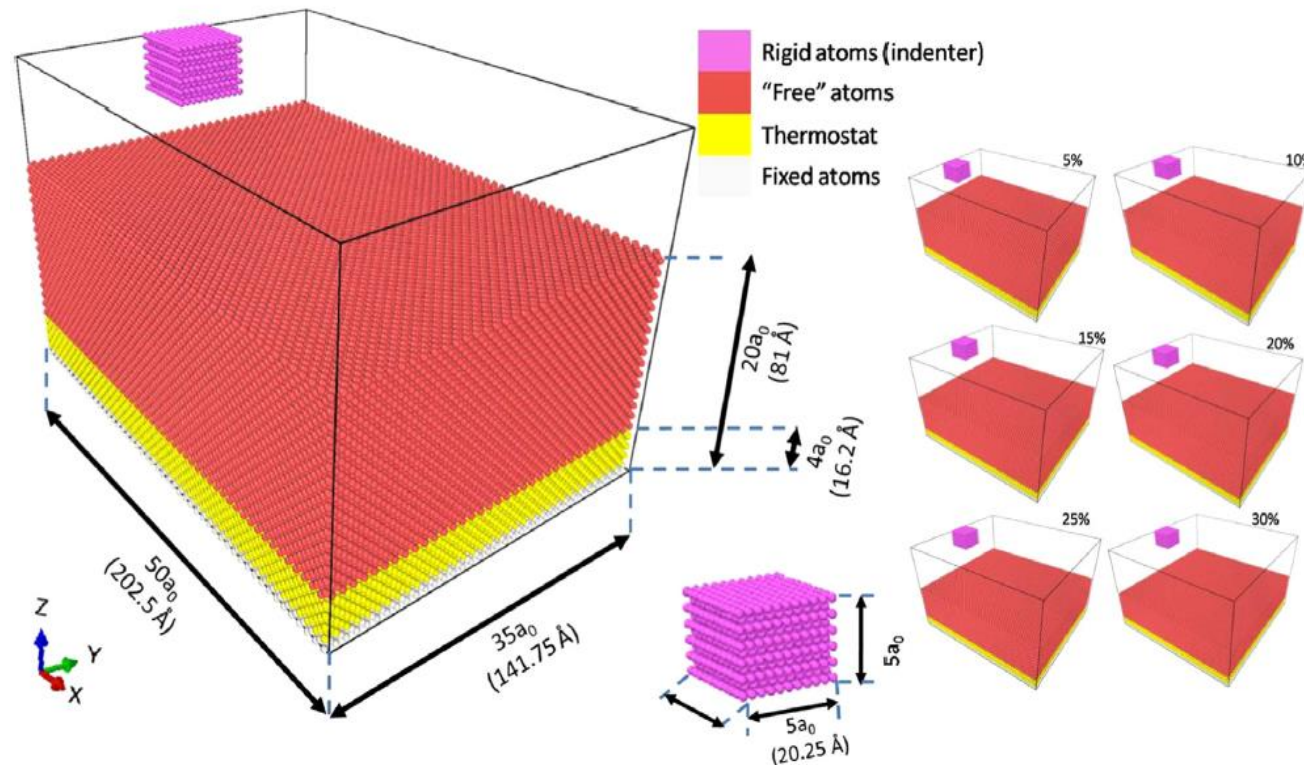 Rigid atoms (indenter)
"Free" atoms
Thermostat
Fixed atoms
5%
10%
15%
20%
25%
30%
20a₀
(81 Å)
4a₀
(16.2 Å)
50a₀
(202.5 Å)
35a₀
(141.75 Å)
5a₀
5a₀
(20.25 Å)
Z
Y
X